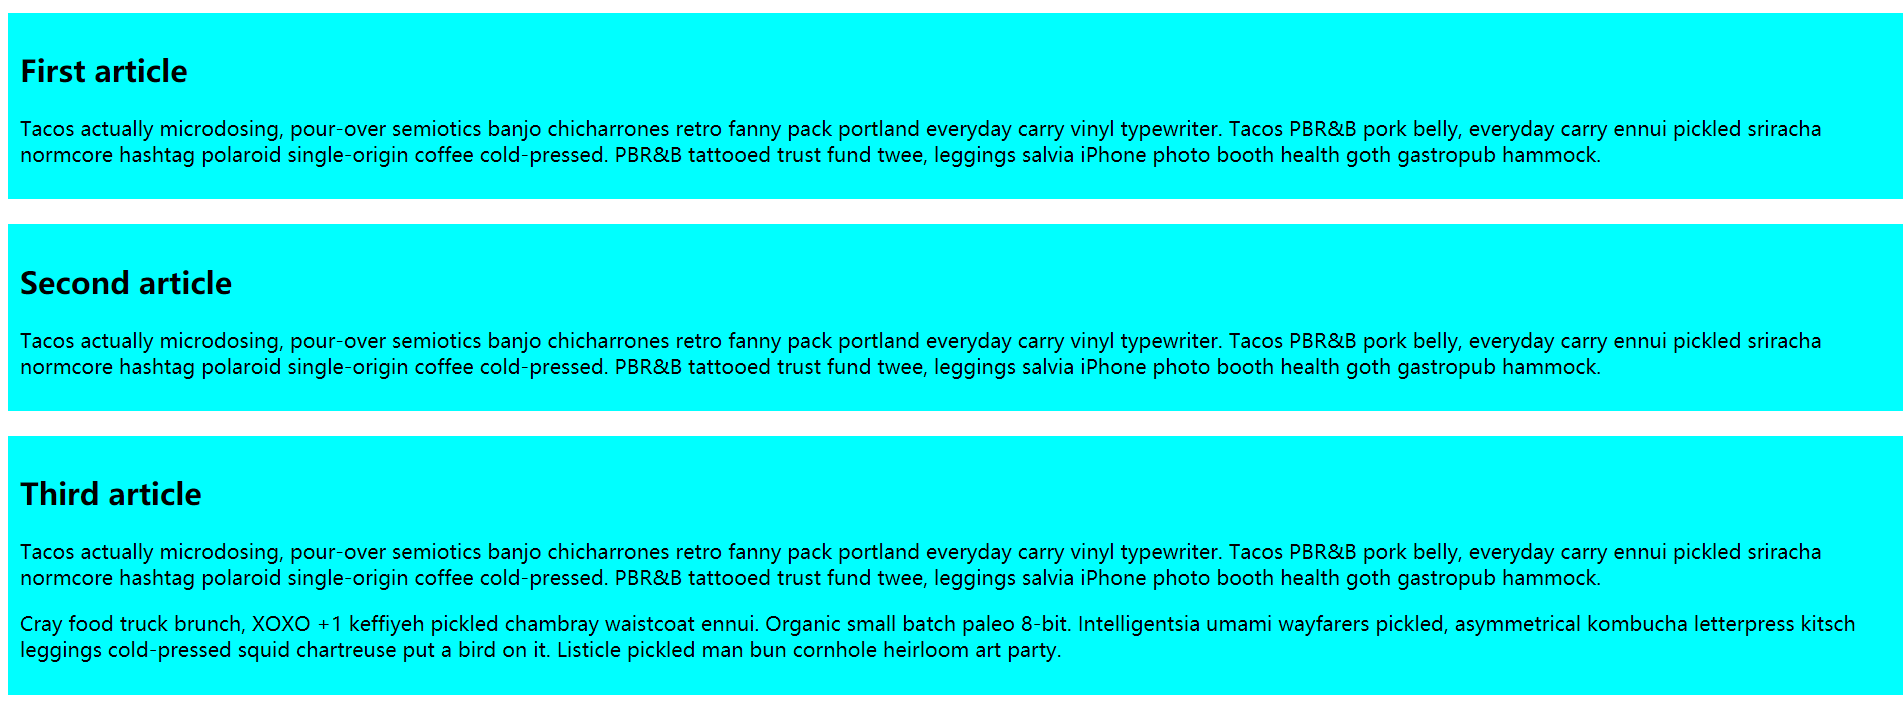 First article
Tacos actually microdosing, pour-over semiotics banjo chicharrones retro fanny pack portland everyday carry vinyl typewriter. Tacos PBR&B pork belly, everyday carry ennui pickled sriracha
normcore hashtag polaroid single-origin coffee cold-pressed. PBR&B tattooed trust fund twee, leggings salvia iPhone photo booth health goth gastropub hammock.
Second article
Tacos actually microdosing, pour-over semiotics banjo chicharrones retro fanny pack portland everyday carry vinyl typewriter. Tacos PBR&B pork belly, everyday carry ennui pickled sriracha
normcore hashtag polaroid single-origin coffee cold-pressed. PBR&B tattooed trust fund twee, leggings salvia iPhone photo booth health goth gastropub hammock.
Third article
Tacos actually microdosing, pour-over semiotics banjo chicharrones retro fanny pack portland everyday carry vinyl typewriter. Tacos PBR&B pork belly, everyday carry ennui pickled sriracha
normcore hashtag polaroid single-origin coffee cold-pressed. PBR&B tattooed trust fund twee, leggings salvia iPhone photo booth health goth gastropub hammock.
Cray food truck brunch, XOXO +1 keffiyeh pickled chambray waistcoat ennui. Organic small batch paleo 8-bit. Intelligentsia umami wayfarers pickled, asymmetrical kombucha letterpress kitsch
leggings cold-pressed squid chartreuse put a bird on it. Listicle pickled man bun cornhole heirloom art party.